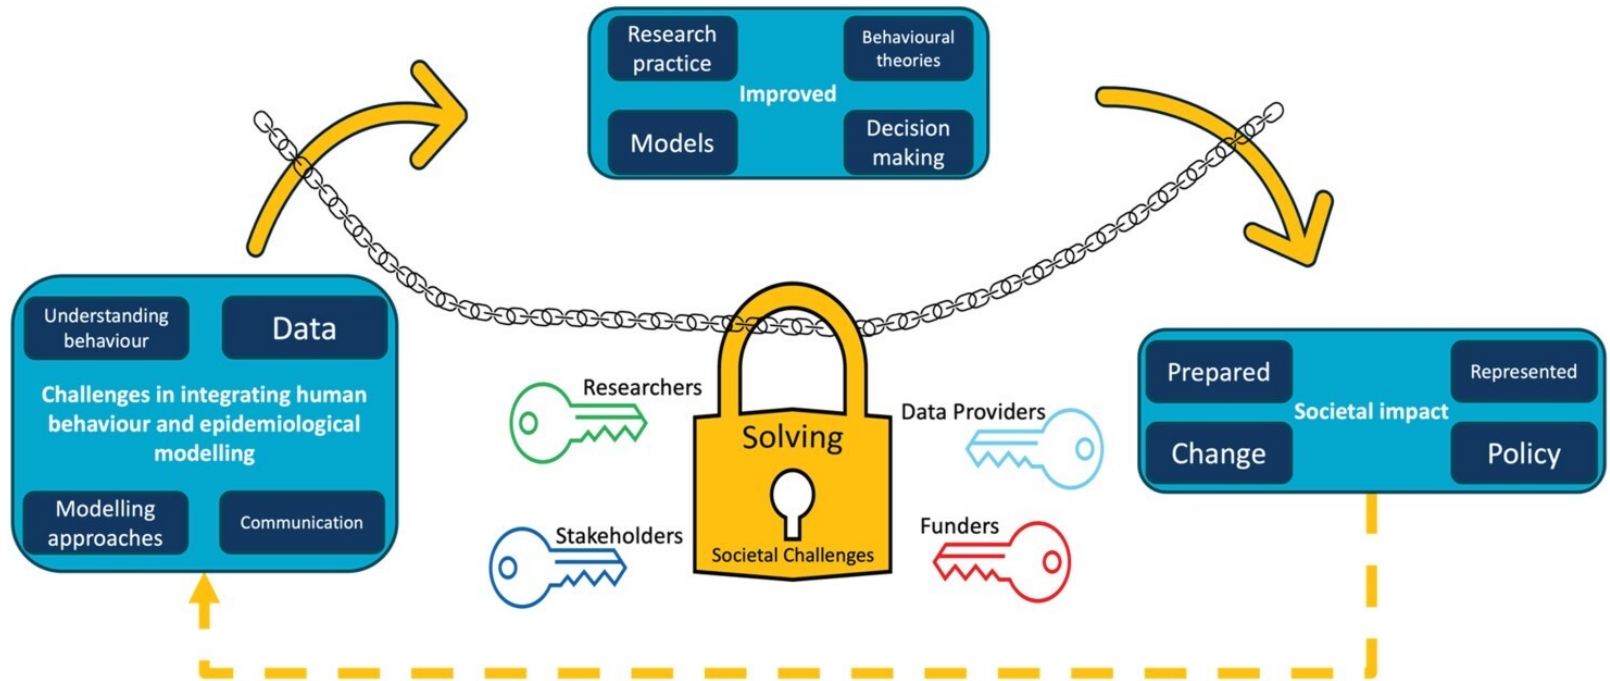 Research
practice
Behavioural
theories
Improved
Models
Decision
making
Understanding
behaviour
Data
Challenges in integrating human
behaviour and epidemiological
modelling
Modelling
approaches
Communication
Researchers
Data Providers
Solving
Stakeholders
Funders
Societal Challenges
Prepared
Represented
Societal impact
Change
Policy